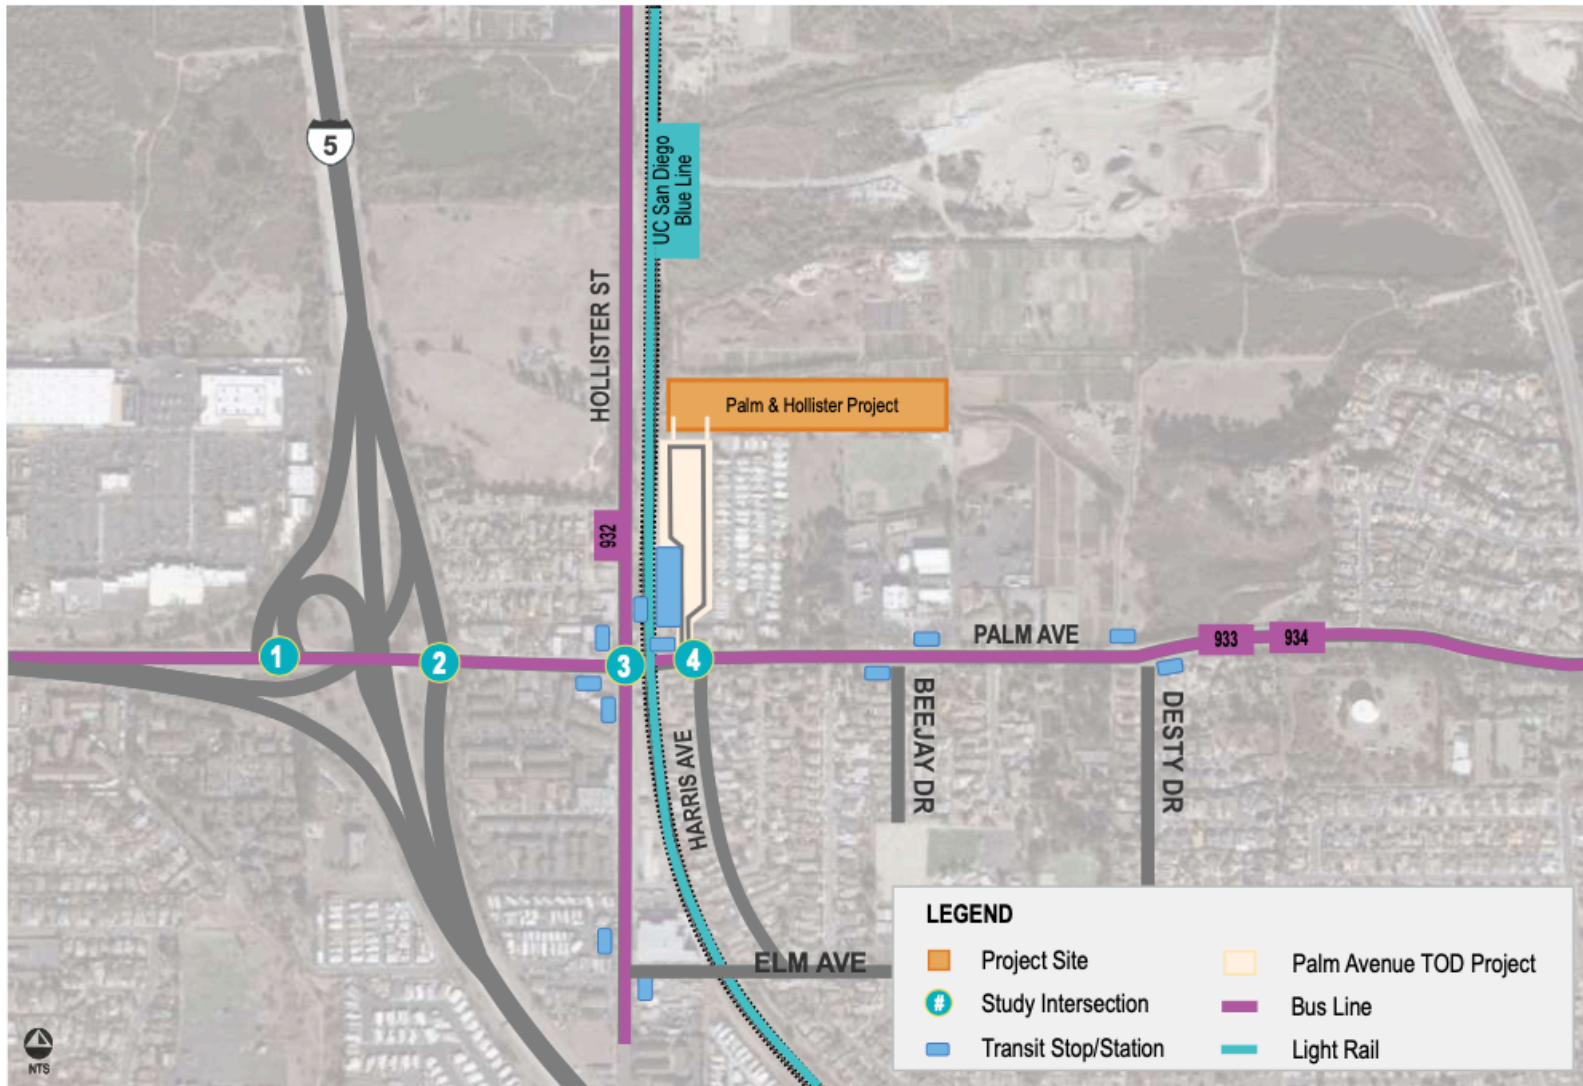 5
UC San Diego
Blue Line
HOLLISTER ST
Palm & Hollister Project
932
1
2
3
4
PALM AVE
933
934
BEEJAY DR
DESTY DR
HARRIS AVE
ELM AVE
LEGEND
Project Site
Palm Avenue TOD Project
# Study Intersection
Bus Line
Transit Stop/Station
Light Rail
NTS